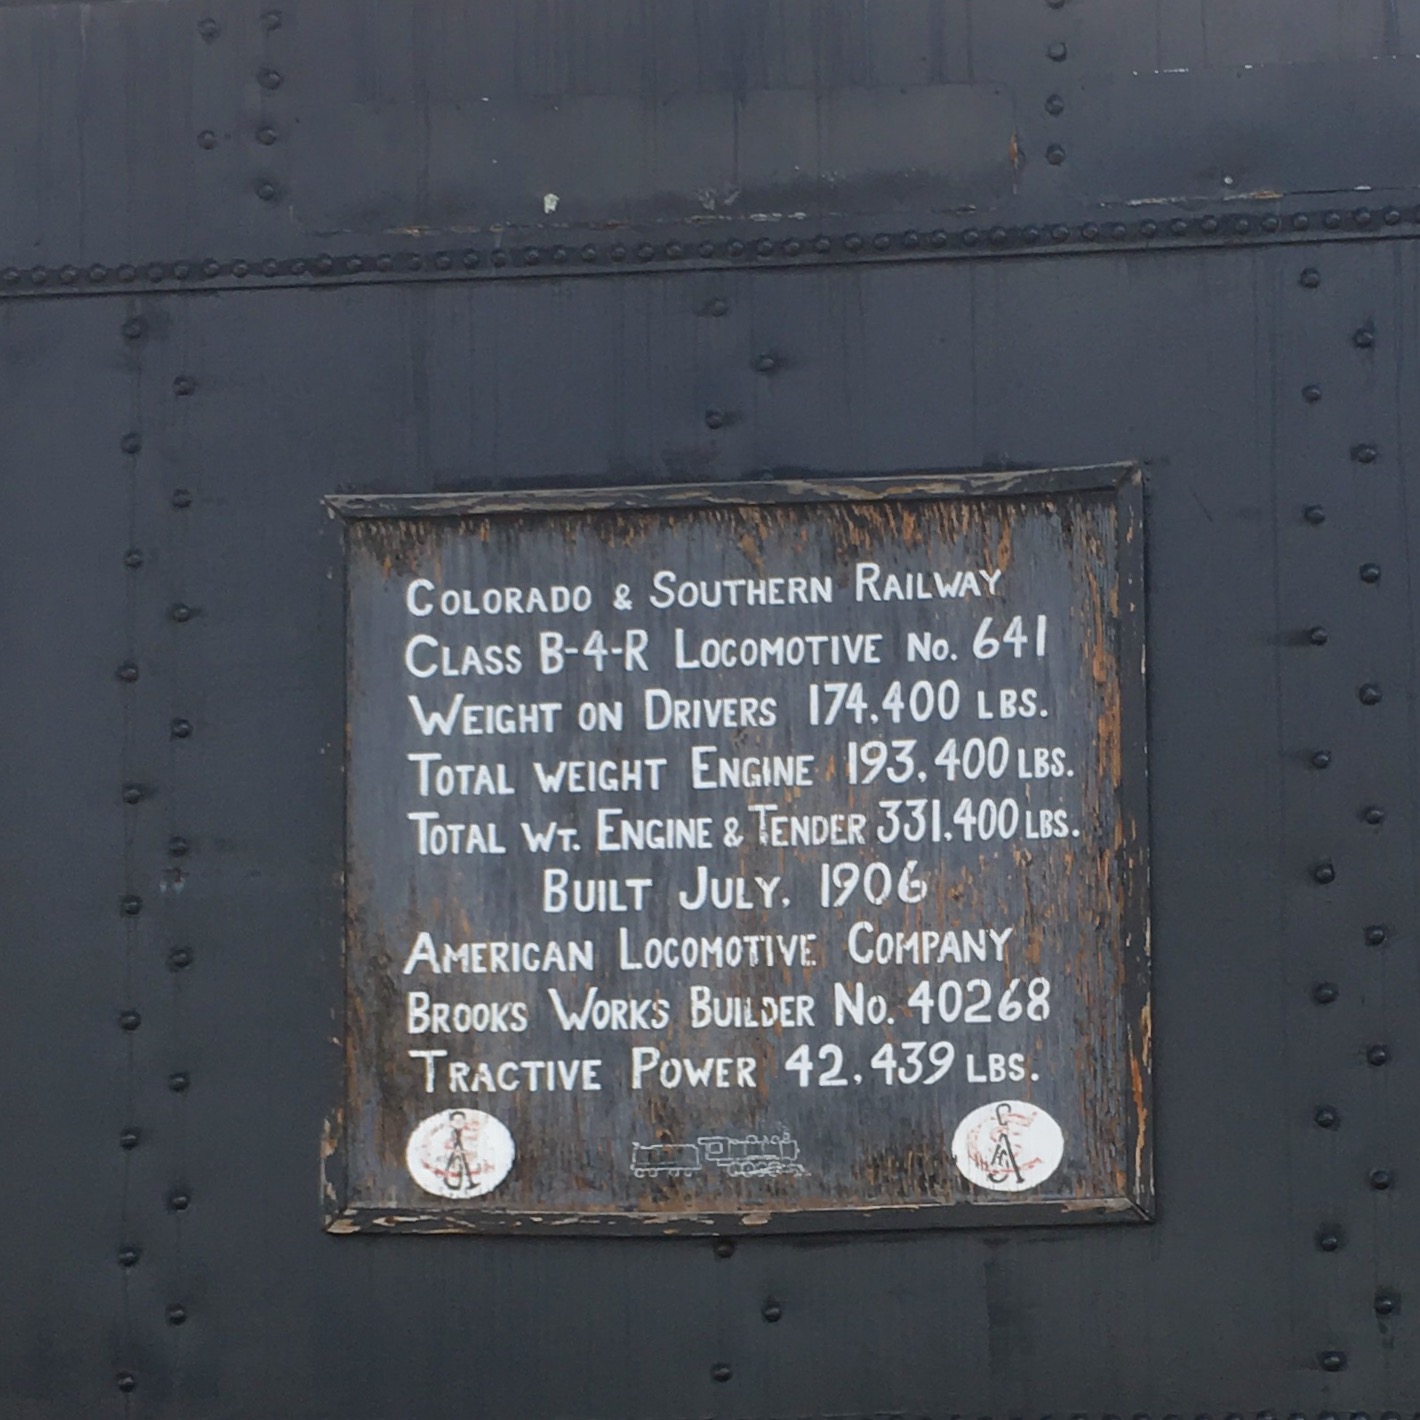 COLORADO & SOUTHERN RAILWAY
CLASS B-4-R LOCOMOTIVE NO. 641
WEIGHT ON DRIVERS 174,400 LBS.
TOTAL WEIGHT ENGINE 193,400 LBS.
TOTAL WT. ENGINE & TENDER 331,400 LBS.
BUILT JULY, 1906
AMERICAN LOCOMOTIVE COMPANY
BROOKS WORKS BUILDER NO. 40268
TRACTIVE POWER 42,439 LBS.